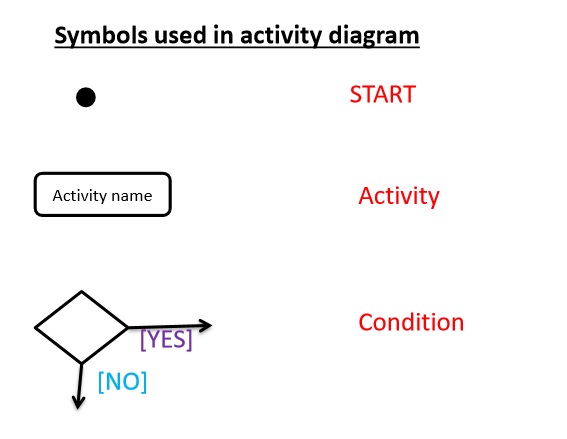 Symbols used in activity diagram
START
Activity name
Activity
Condition
[YES]
[NO]